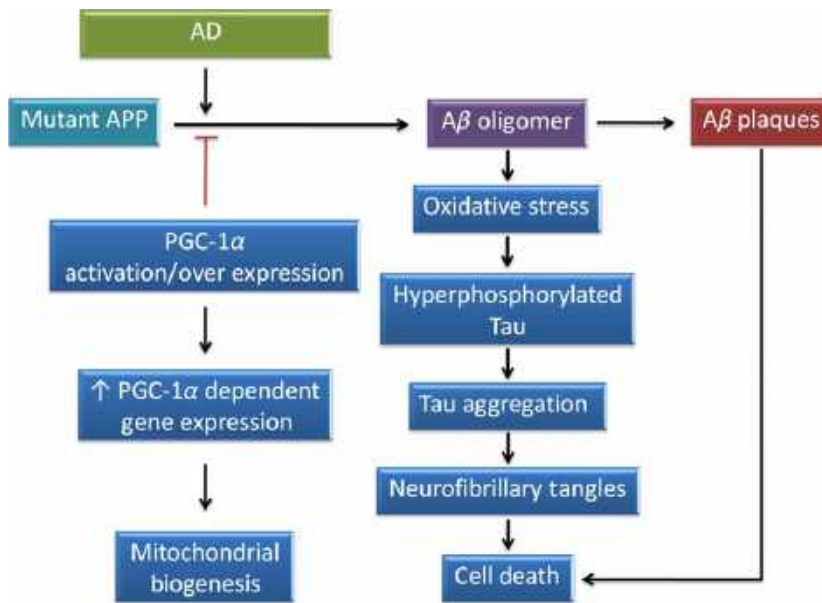 AD
Mutant APP
Aβ oligomer
Aβ plaques
Oxidative stress
PGC-1α
activation/over expression
Hyperphosphorylated
Tau
↑ PGC-1α dependent
gene expression
Tau aggregation
Neurofibrillary tangles
Mitochondrial
biogenesis
Cell death